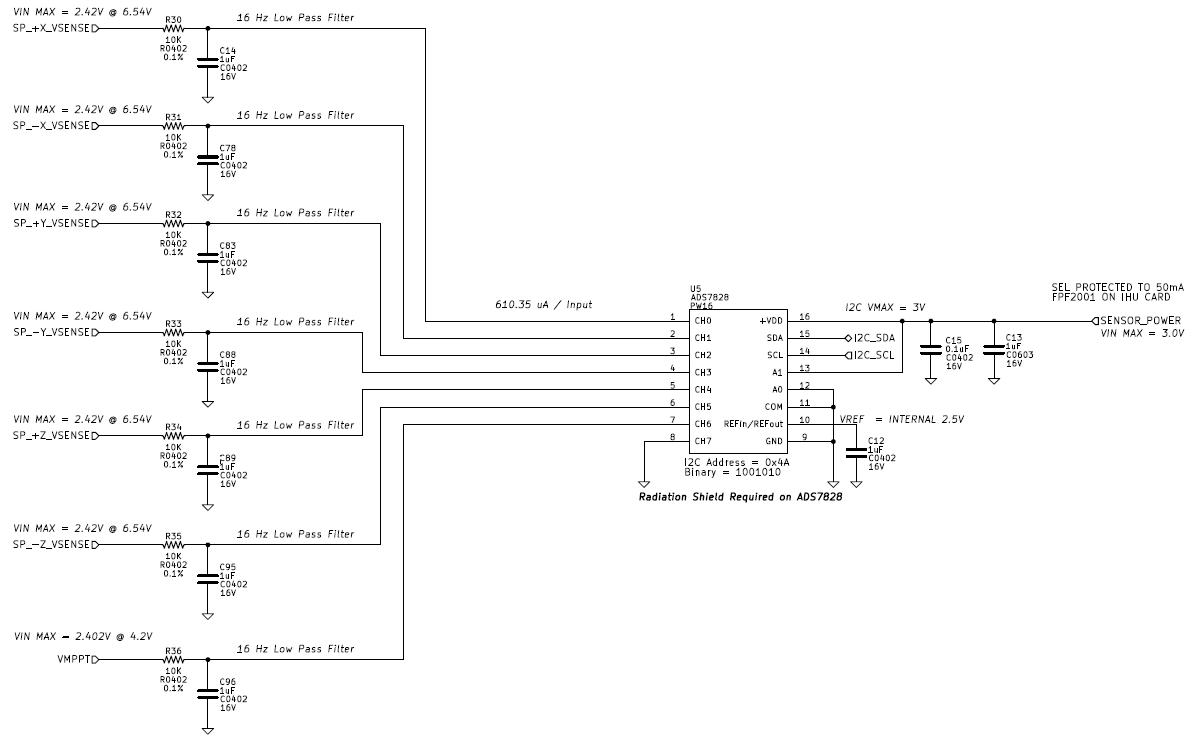 VIN MAX = 2.42V @ 6.54V
SP_+X_VSENSE
R30
10K
R0402
0.1%
16 Hz Low Pass Filter
C14
1uF
C0402
16V
VIN MAX = 2.42V @ 6.54V
SP_-X_VSENSE
R31
10K
R0402
0.1%
16 Hz Low Pass Filter
C78
1uF
C0402
16V
VIN MAX = 2.42V @ 6.54V
SP_+Y_VSENSE
R32
10K
R0402
0.1%
16 Hz Low Pass Filter
C83
1uF
C0402
16V
VIN MAX = 2.42V @ 6.54V
SP_-Y_VSENSE
R33
10K
R0402
0.1%
16 Hz Low Pass Filter
C88
1uF
C0402
16V
VIN MAX = 2.42V @ 6.54V
SP_+Z_VSENSE
R34
10K
R0402
0.1%
16 Hz Low Pass Filter
C89
1uF
C0402
16V
VIN MAX = 2.42V @ 6.54V
SP_-Z_VSENSE
R35
10K
R0402
0.1%
16 Hz Low Pass Filter
C95
1uF
C0402
16V
VIN MAX = 2.402V @ 4.2V
VMPPT
R36
10K
R0402
0.1%
16 Hz Low Pass Filter
C96
1uF
C0402
16V
610.35 uA / Input
U5
ADS7828
PW16
1 CH0 +VDD 16
2 CH1 SDA 15
3 CH2 SCL 14
4 CH3 A1 13
5 CH4 A0 12
6 CH5 COM 11
7 CH6 REFin/REFout 10
8 CH7 GND 9
I2C Address = 0x4A
Binary = 1001010
Radiation Shield Required on ADS7828
I2C VMAX = 3V
I2C_SDA
I2C_SCL
VREF = INTERNAL 2.5V
C12
1uF
C0402
16V
C15
0.1uF
C0402
16V
C13
1uF
C0603
16V
SEL PROTECTED TO 50mA
FPF2001 ON IHU CARD
SENSOR_POWER
VIN MAX = 3.0V